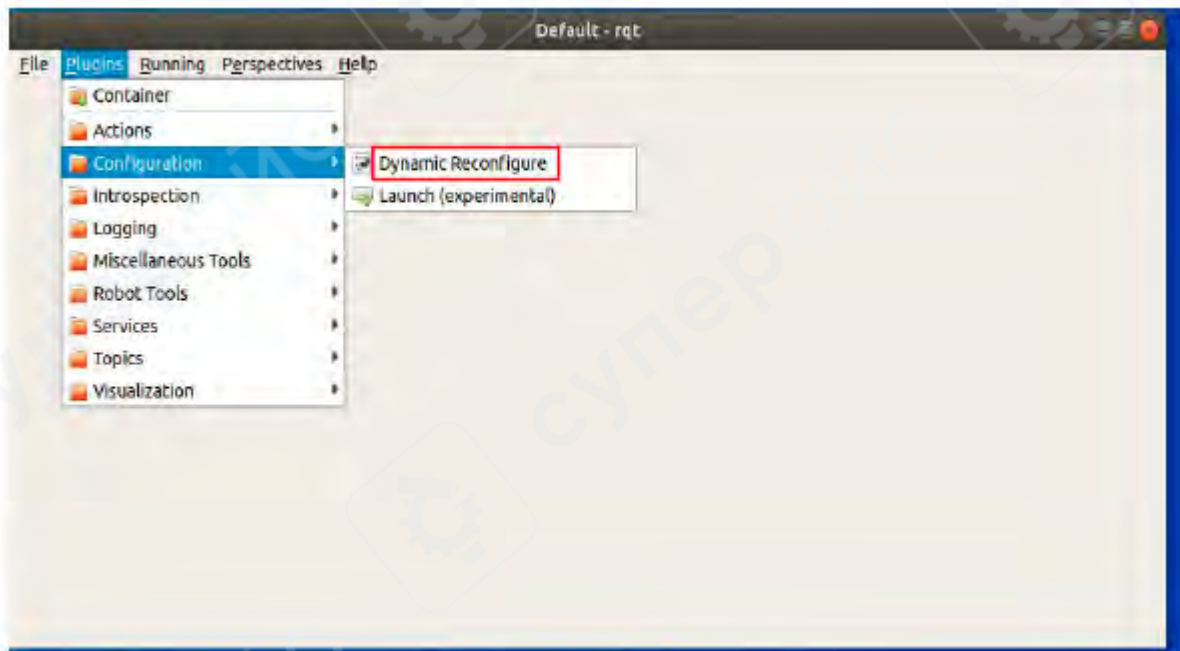 Default - rqt
File Plugins Running Perspectives Help
Container
Actions
Configuration
Dynamic Reconfigure
Introspection
Launch (experimental)
Logging
Miscellaneous Tools
Robot Tools
Services
Topics
Visualization
супер